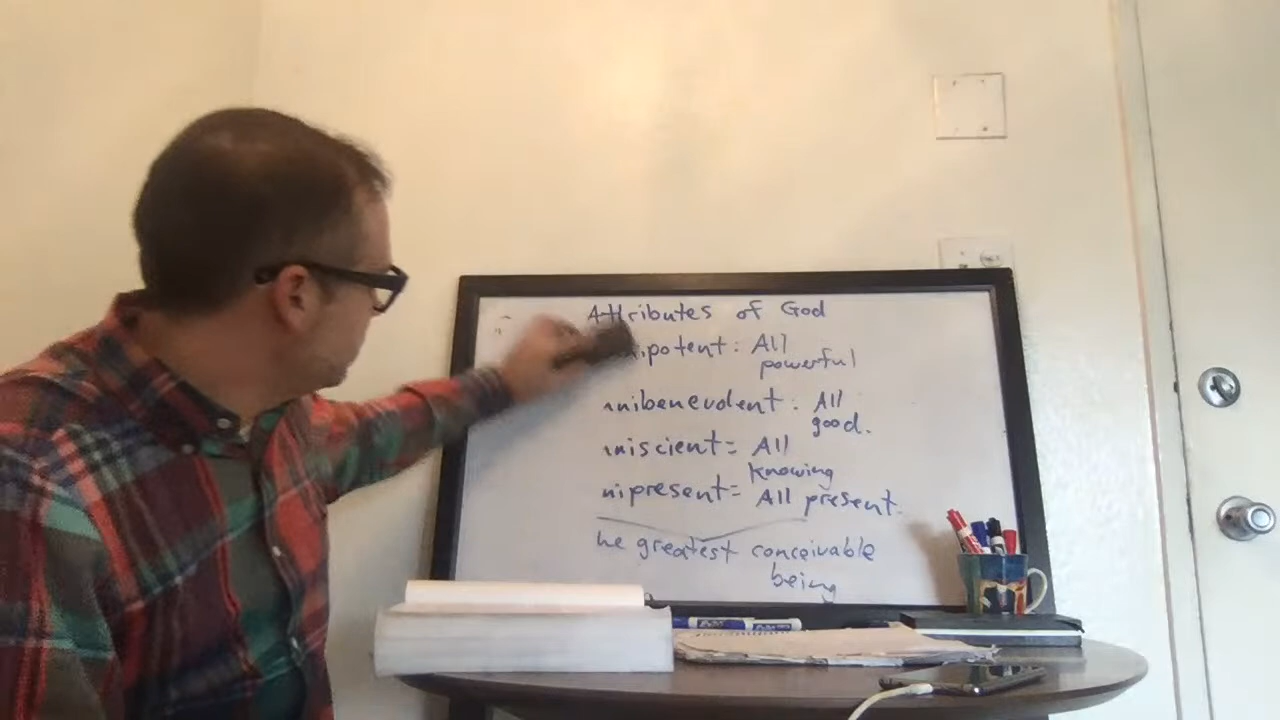 Attributes of God
ipotent: All
powerful
nibenevolent: All
good.
niscient= All
knowing
nipresent= All present.
he greatest conceivable
being